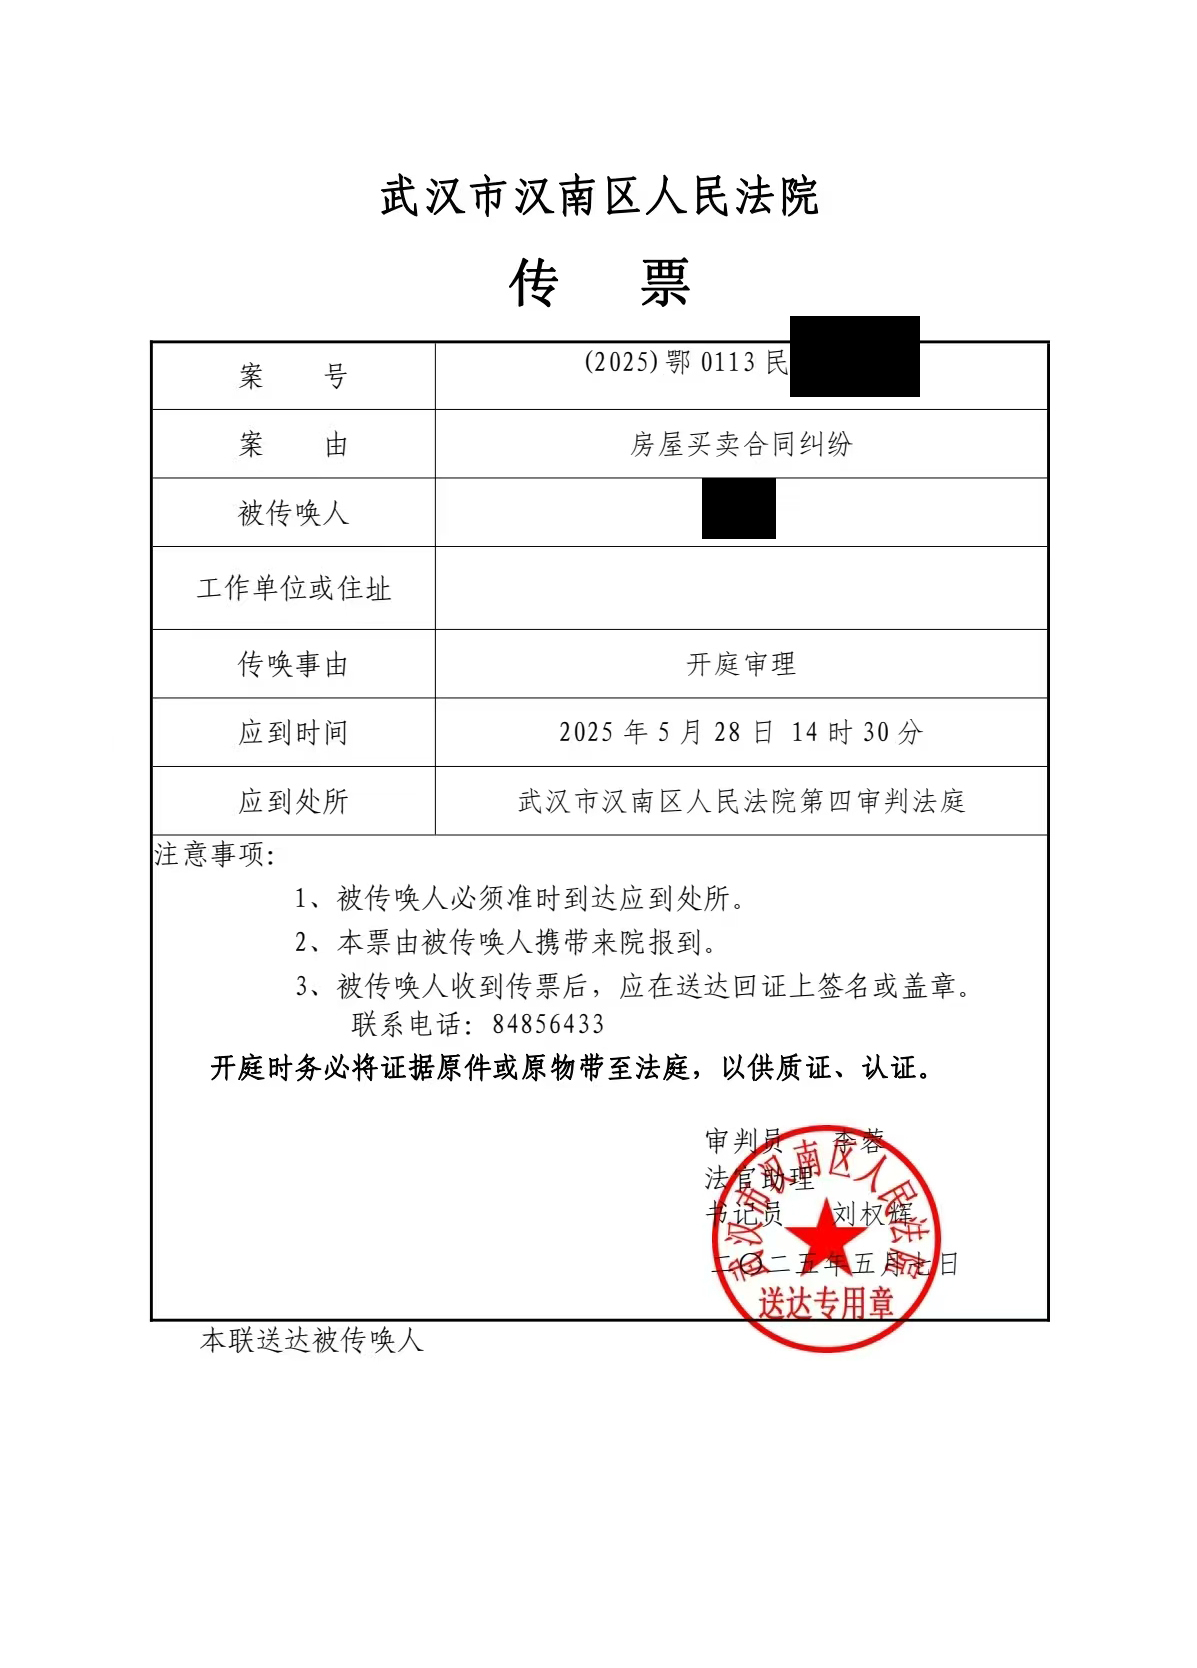 武汉市汉南区人民法院
传 票
案 号 (2025)鄂 0113 民
案 由 房屋买卖合同纠纷
被传唤人
工作单位或住址
传唤事由 开庭审理
应到时间 2025 年 5 月 28 日 14 时 30 分
应到处所 武汉市汉南区人民法院第四审判法庭
注意事项：
1、被传唤人必须准时到达应到处所。
2、本票由被传唤人携带来院报到。
3、被传唤人收到传票后，应在送达回证上签名或盖章。
联系电话：84856433
开庭时务必将证据原件或原物带至法庭，以供质证、认证。
审判员 李蓉
法官助理
书记员 刘权辉
二〇二五年五月七日
武汉市汉南区人民法院
送达专用章
本联送达被传唤人